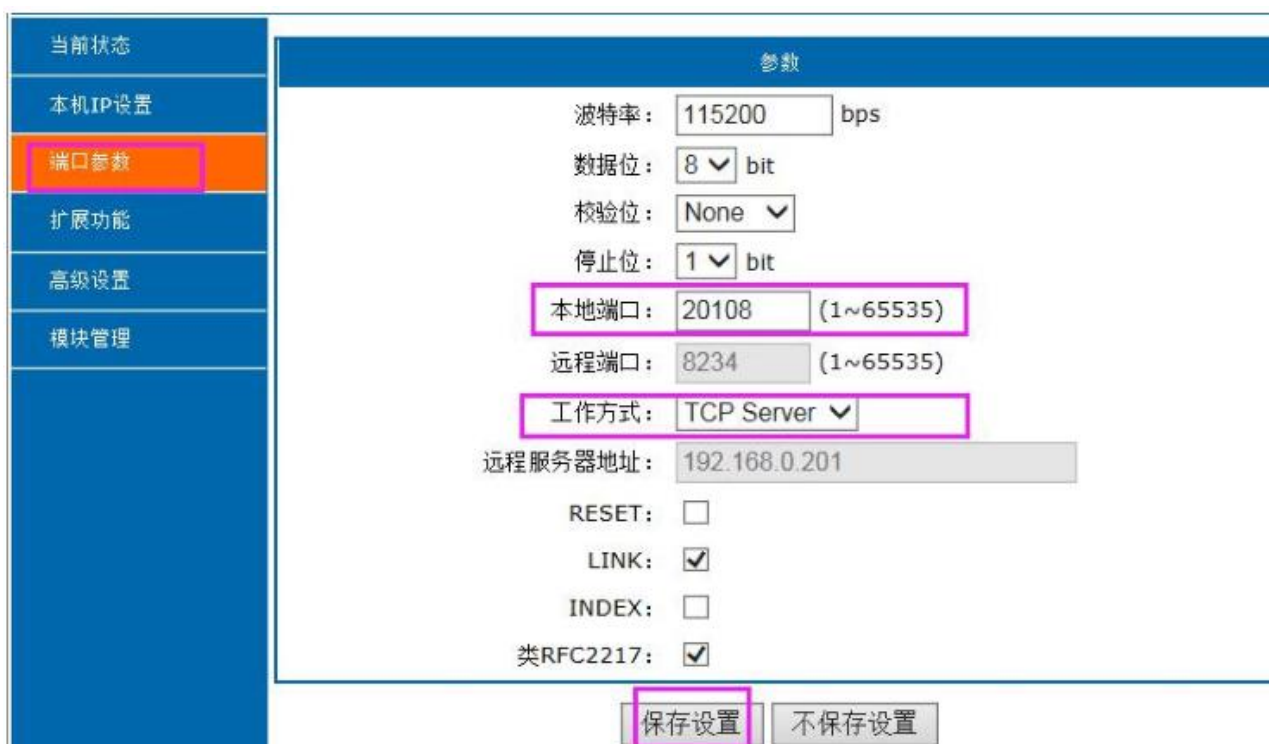 当前状态
本机IP设置
端口参数
扩展功能
高级设置
模块管理
参数
波特率： 115200 bps
数据位： 8 bit
校验位： None
停止位： 1 bit
本地端口： 20108 (1~65535)
远程端口： 8234 (1~65535)
工作方式： TCP Server
远程服务器地址： 192.168.0.201
RESET：
LINK：
INDEX：
类RFC2217：
保存设置 不保存设置